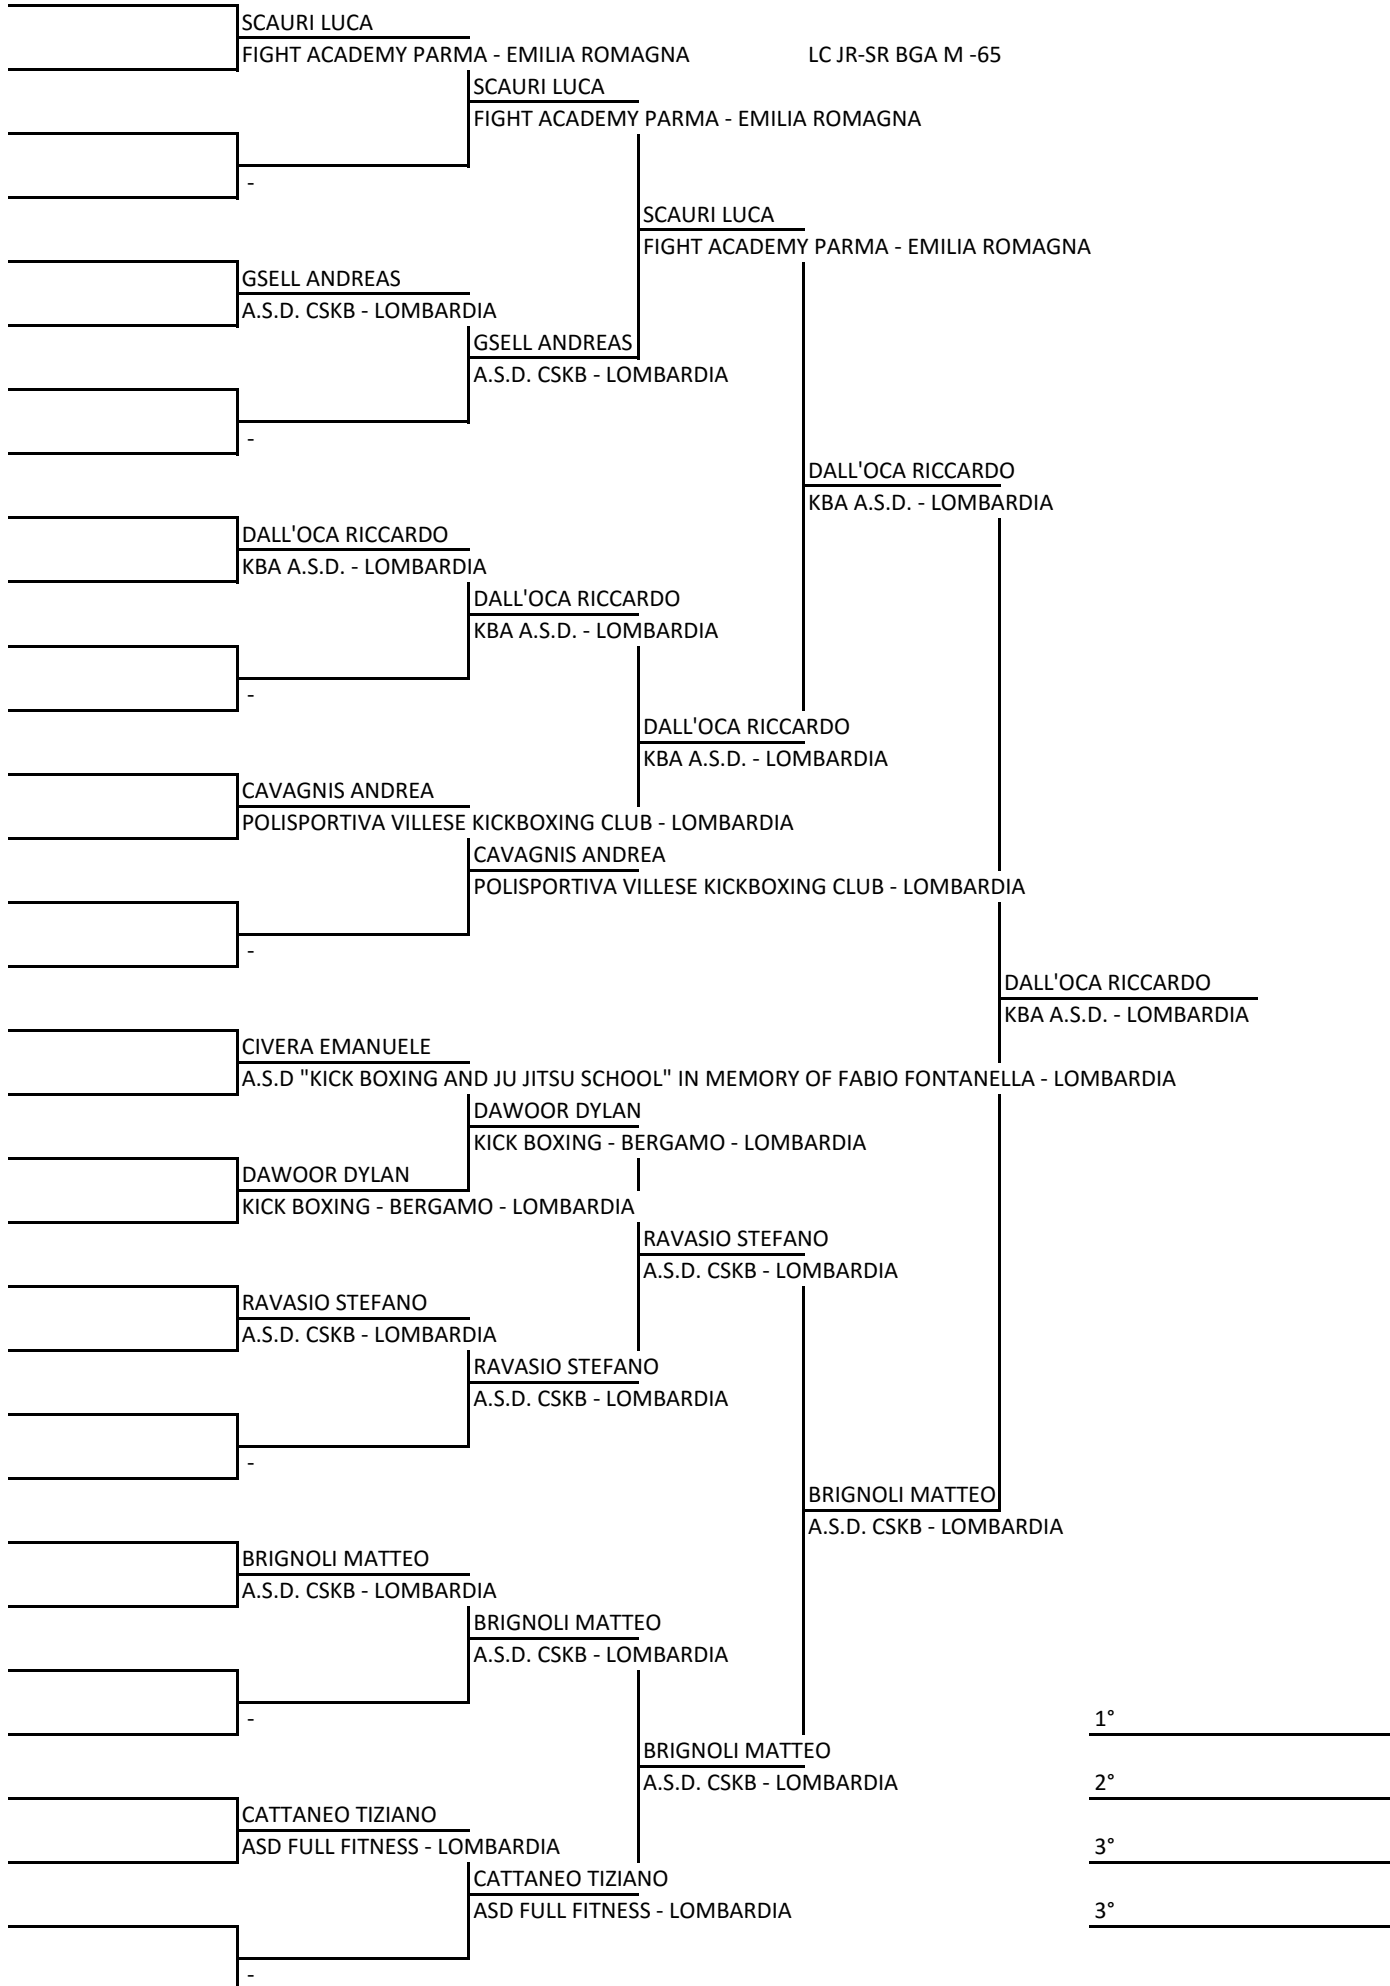 SCAURI LUCA
FIGHT ACADEMY PARMA - EMILIA ROMAGNA
LC JR-SR BGA M -65
SCAURI LUCA
FIGHT ACADEMY PARMA - EMILIA ROMAGNA
-
SCAURI LUCA
FIGHT ACADEMY PARMA - EMILIA ROMAGNA
GSELL ANDREAS
A.S.D. CSKB - LOMBARDIA
GSELL ANDREAS
A.S.D. CSKB - LOMBARDIA
-
DALL'OCA RICCARDO
KBA A.S.D. - LOMBARDIA
DALL'OCA RICCARDO
KBA A.S.D. - LOMBARDIA
DALL'OCA RICCARDO
KBA A.S.D. - LOMBARDIA
-
DALL'OCA RICCARDO
KBA A.S.D. - LOMBARDIA
CAVAGNIS ANDREA
POLISPORTIVA VILLESE KICKBOXING CLUB - LOMBARDIA
CAVAGNIS ANDREA
POLISPORTIVA VILLESE KICKBOXING CLUB - LOMBARDIA
-
DALL'OCA RICCARDO
KBA A.S.D. - LOMBARDIA
CIVERA EMANUELE
A.S.D "KICK BOXING AND JU JITSU SCHOOL" IN MEMORY OF FABIO FONTANELLA - LOMBARDIA
DAWOOR DYLAN
KICK BOXING - BERGAMO - LOMBARDIA
DAWOOR DYLAN
KICK BOXING - BERGAMO - LOMBARDIA
RAVASIO STEFANO
A.S.D. CSKB - LOMBARDIA
RAVASIO STEFANO
A.S.D. CSKB - LOMBARDIA
RAVASIO STEFANO
A.S.D. CSKB - LOMBARDIA
-
BRIGNOLI MATTEO
A.S.D. CSKB - LOMBARDIA
BRIGNOLI MATTEO
A.S.D. CSKB - LOMBARDIA
BRIGNOLI MATTEO
A.S.D. CSKB - LOMBARDIA
-
1°
BRIGNOLI MATTEO
A.S.D. CSKB - LOMBARDIA
2°
CATTANEO TIZIANO
ASD FULL FITNESS - LOMBARDIA
3°
CATTANEO TIZIANO
ASD FULL FITNESS - LOMBARDIA
3°
-